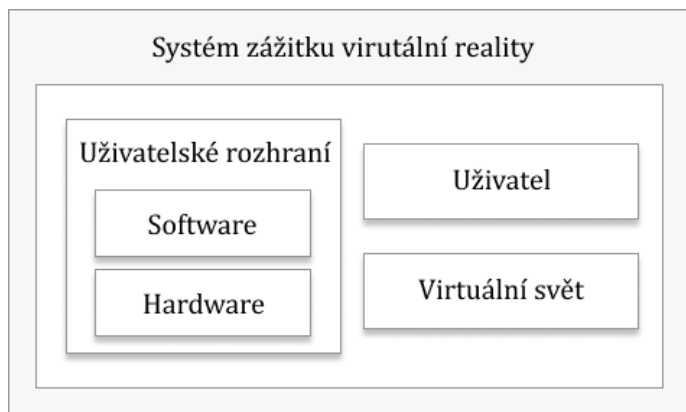 Systém zážitku virutální reality
Uživatelské rozhraní
Software
Hardware
Uživatel
Virtuální svět